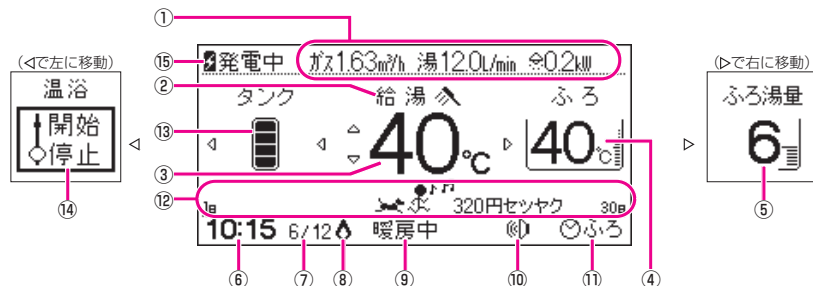 ①
(◁で左に移動)
温浴
開始
停止
⑭
⑮ 発電中 ガス1.63m³/h 湯12.0L/min 0.2kW
② タンク 給湯 ふろ
⑬ 40℃ 40℃
③
⑫ 1日 320円セツヤク 30日
10:15 6/12 暖房中 ふろ
⑥ ⑦ ⑧ ⑨ ⑩ ⑪ ④
(▷で右に移動)
ふろ湯量
6
⑤